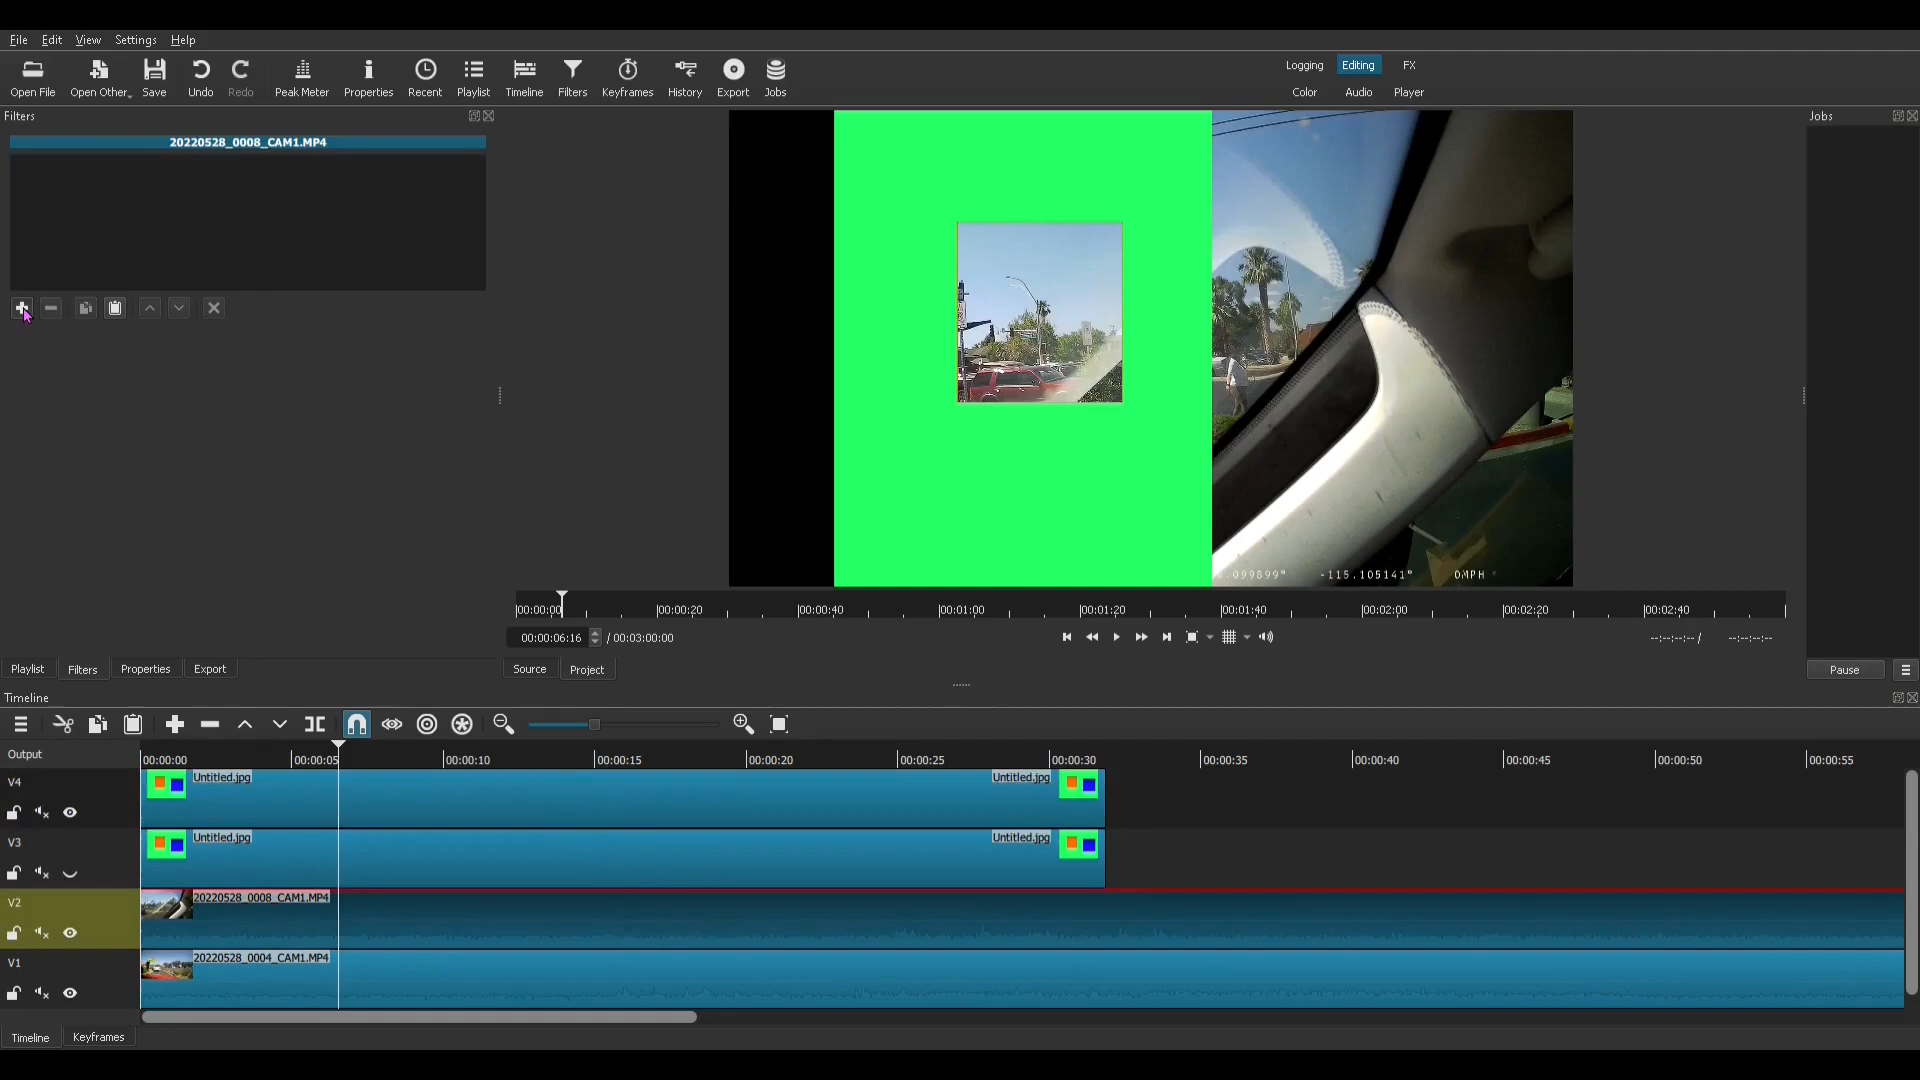 File Edit View Settings Help
Open File Open Other Save Undo Redo Peak Meter Properties Recent Playlist Timeline Filters Keyframes History Export Jobs
Logging Editing FX
Color Audio Player
Filters
Jobs
20220528_0008_CAM1.MP4
-115.105141° 0MPH
00:00:00 00:00:20 00:00:40 00:01:00 00:01:20 00:01:40 00:02:00 00:02:20 00:02:40
00:00:06:16 / 00:03:00:00 --:--:--:-- / --:--:--:--
Playlist Filters Properties Export Source Project Pause
Timeline
Output
00:00:00 00:00:05 00:00:10 00:00:15 00:00:20 00:00:25 00:00:30 00:00:35 00:00:40 00:00:45 00:00:50 00:00:55
V4 Untitled.jpg Untitled.jpg
V3 Untitled.jpg Untitled.jpg
V2 20220528_0008_CAM1.MP4
V1 20220528_0004_CAM1.MP4
Timeline Keyframes